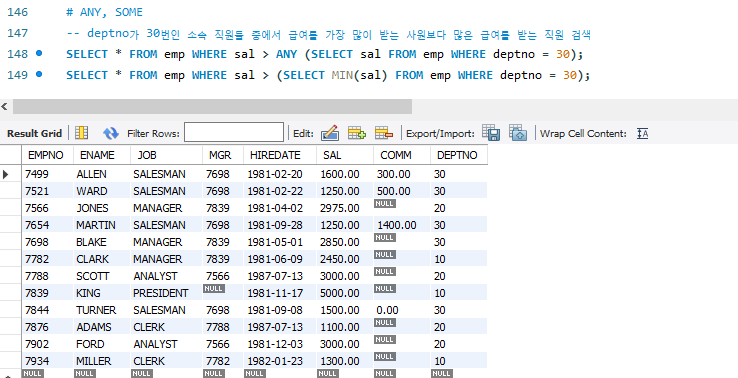 146 # ANY, SOME
147 -- deptno가 30번인 소속 직원들 중에서 급여를 가장 많이 받는 사원보다 많은 급여를 받는 직원 검색
148 SELECT * FROM emp WHERE sal > ANY (SELECT sal FROM emp WHERE deptno = 30);
149 SELECT * FROM emp WHERE sal > (SELECT MIN(sal) FROM emp WHERE deptno = 30);
Result Grid Filter Rows: Edit: Export/Import: Wrap Cell Content:
EMPNO ENAME JOB MGR HIREDATE SAL COMM DEPTNO
7499 ALLEN SALESMAN 7698 1981-02-20 1600.00 300.00 30
7521 WARD SALESMAN 7698 1981-02-22 1250.00 500.00 30
7566 JONES MANAGER 7839 1981-04-02 2975.00 NULL 20
7654 MARTIN SALESMAN 7698 1981-09-28 1250.00 1400.00 30
7698 BLAKE MANAGER 7839 1981-05-01 2850.00 NULL 30
7782 CLARK MANAGER 7839 1981-06-09 2450.00 NULL 10
7788 SCOTT ANALYST 7566 1987-07-13 3000.00 NULL 20
7839 KING PRESIDENT NULL 1981-11-17 5000.00 NULL 10
7844 TURNER SALESMAN 7698 1981-09-08 1500.00 0.00 30
7876 ADAMS CLERK 7788 1987-07-13 1100.00 NULL 20
7902 FORD ANALYST 7566 1981-12-03 3000.00 NULL 20
7934 MILLER CLERK 7782 1982-01-23 1300.00 NULL 10
NULL NULL NULL NULL NULL NULL NULL NULL